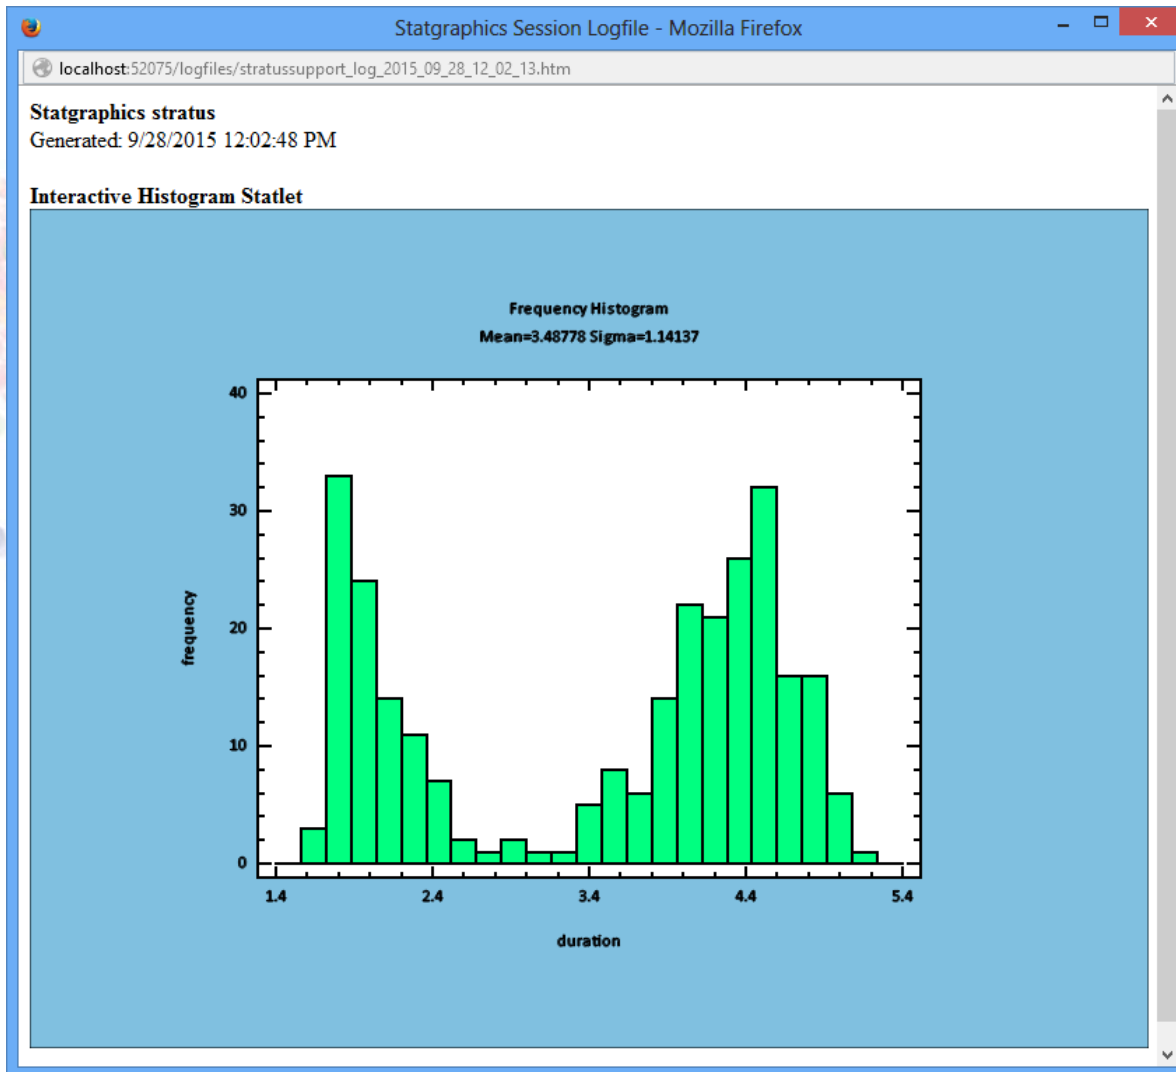 Statgraphics Session Logfile - Mozilla Firefox
localhost:52075/logfiles/stratussupport_log_2015_09_28_12_02_13.htm
Statgraphics stratus
Generated: 9/28/2015 12:02:48 PM
Interactive Histogram Statlet
Frequency Histogram
Mean=3.48778 Sigma=1.14137
40
30
20
10
0
frequency
1.4 2.4 3.4 4.4 5.4
duration